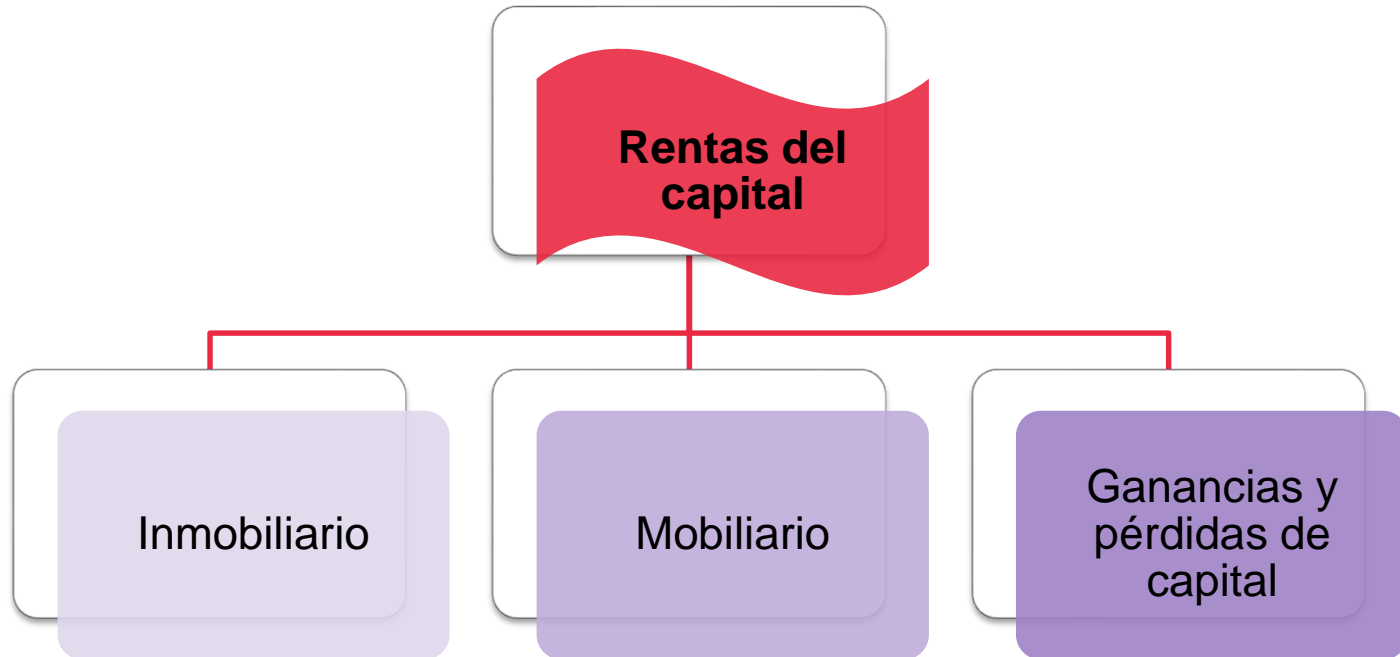 Rentas del
capital
Inmobiliario
Mobiliario
Ganancias y
pérdidas de
capital